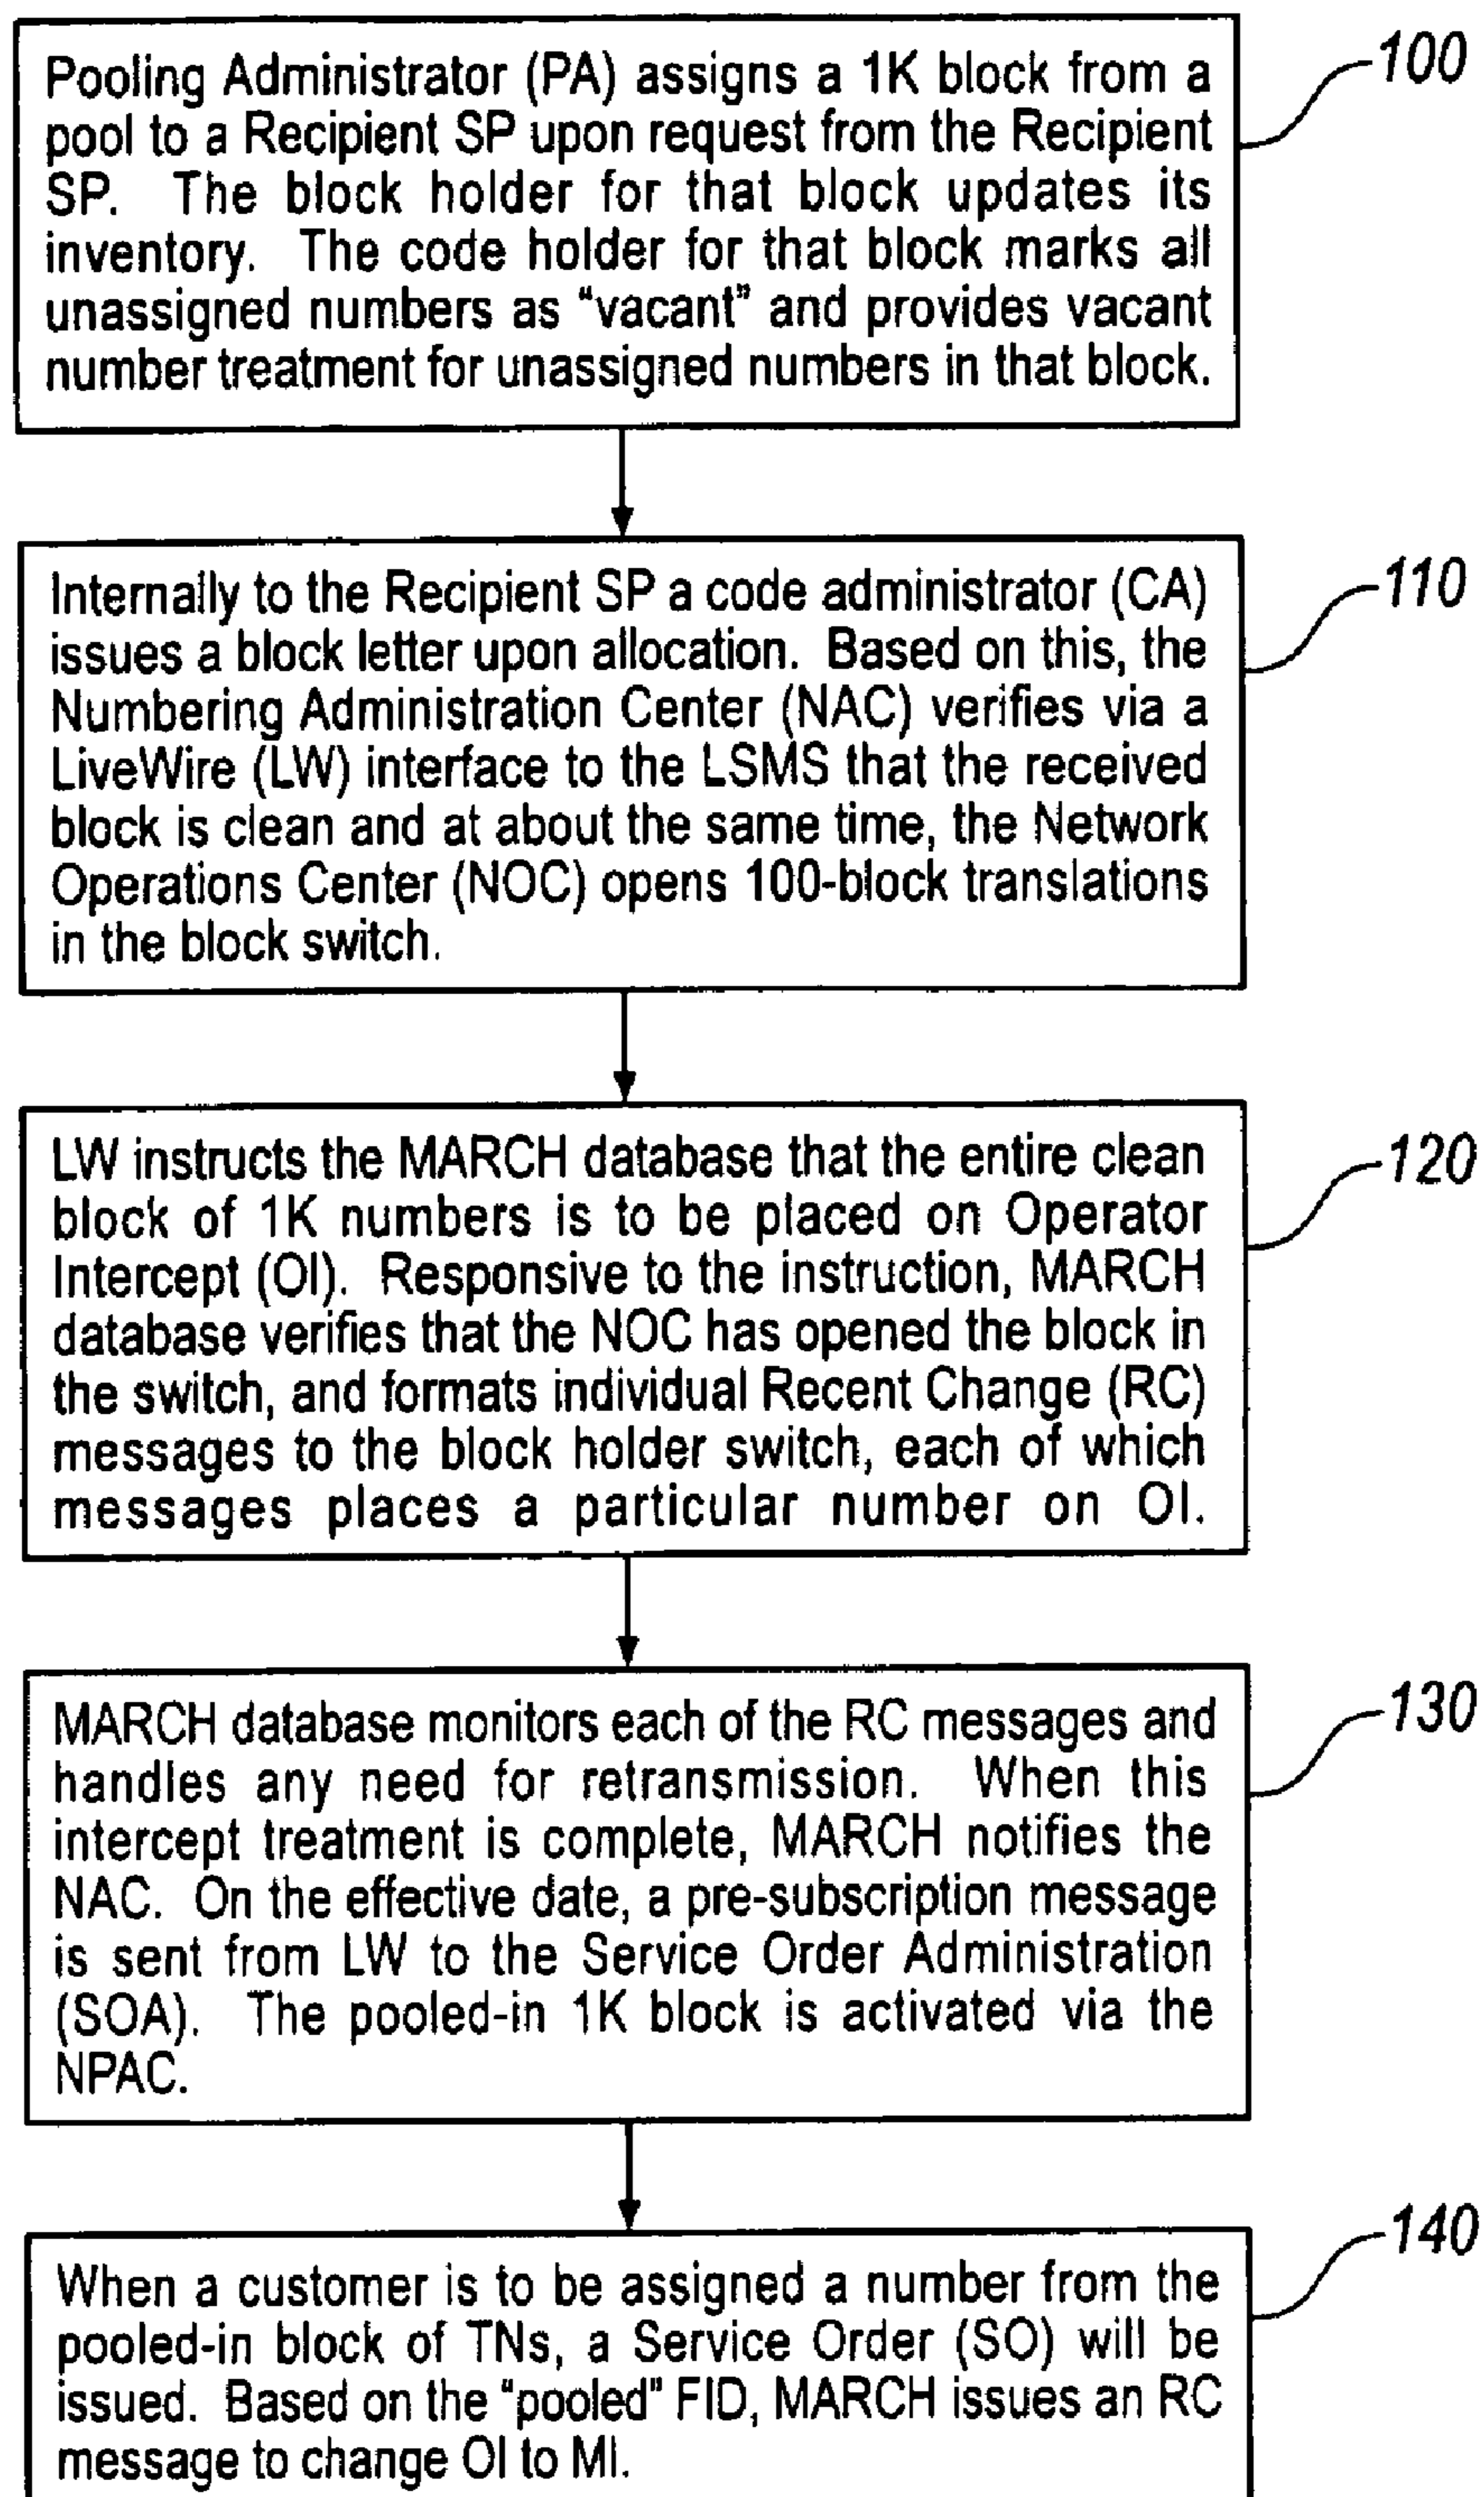 Pooling Administrator (PA) assigns a 1K block from a
pool to a Recipient SP upon request from the Recipient
SP. The block holder for that block updates its
inventory. The code holder for that block marks all
unassigned numbers as “vacant” and provides vacant
number treatment for unassigned numbers in that block.
100
Internally to the Recipient SP a code administrator (CA)
issues a block letter upon allocation. Based on this, the
Numbering Administration Center (NAC) verifies via a
LiveWire (LW) interface to the LSMS that the received
block is clean and at about the same time, the Network
Operations Center (NOC) opens 100-block translations
in the block switch.
110
LW instructs the MARCH database that the entire clean
block of 1K numbers is to be placed on Operator
Intercept (OI). Responsive to the instruction, MARCH
database verifies that the NOC has opened the block in
the switch, and formats individual Recent Change (RC)
messages to the block holder switch, each of which
messages places a particular number on OI.
120
MARCH database monitors each of the RC messages and
handles any need for retransmission. When this
intercept treatment is complete, MARCH notifies the
NAC. On the effective date, a pre-subscription message
is sent from LW to the Service Order Administration
(SOA). The pooled-in 1K block is activated via the
NPAC.
130
When a customer is to be assigned a number from the
pooled-in block of TNs, a Service Order (SO) will be
issued. Based on the "pooled" FID, MARCH issues an RC
message to change OI to MI.
140